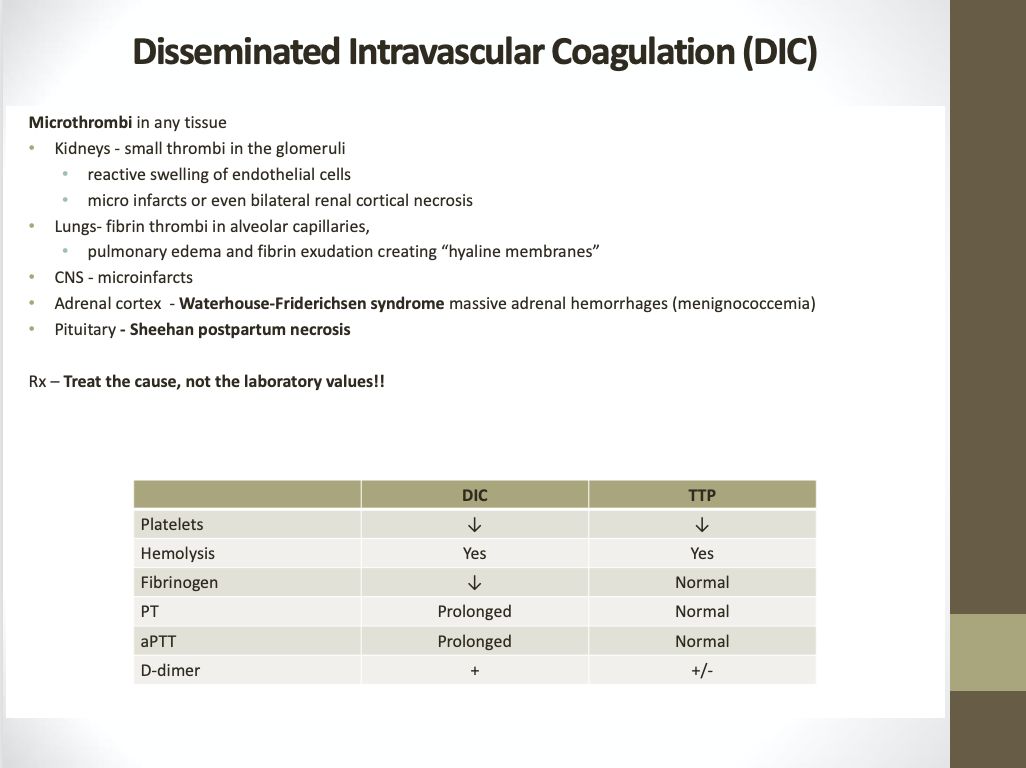 Disseminated Intravascular Coagulation (DIC)
Microthrombi in any tissue
• Kidneys - small thrombi in the glomeruli
• reactive swelling of endothelial cells
• micro infarcts or even bilateral renal cortical necrosis
• Lungs- fibrin thrombi in alveolar capillaries,
• pulmonary edema and fibrin exudation creating “hyaline membranes”
• CNS - microinfarcts
• Adrenal cortex - Waterhouse-Friderichsen syndrome massive adrenal hemorrhages (menignococcemia)
• Pituitary - Sheehan postpartum necrosis
Rx – Treat the cause, not the laboratory values!!
DIC TTP
Platelets ↓ ↓
Hemolysis Yes Yes
Fibrinogen ↓ Normal
PT Prolonged Normal
aPTT Prolonged Normal
D-dimer + +/-